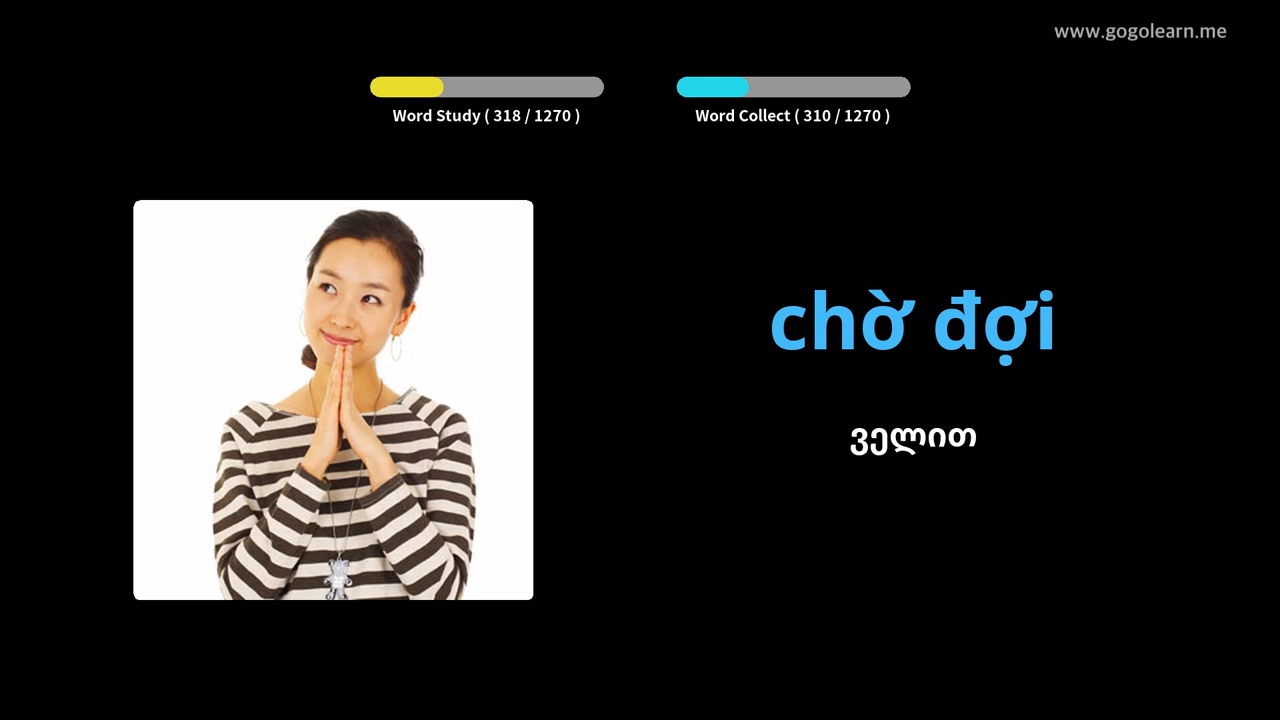 www.gogolearn.me
Word Study ( 318 / 1270 )
Word Collect ( 310 / 1270 )
chờ đợi
ველით